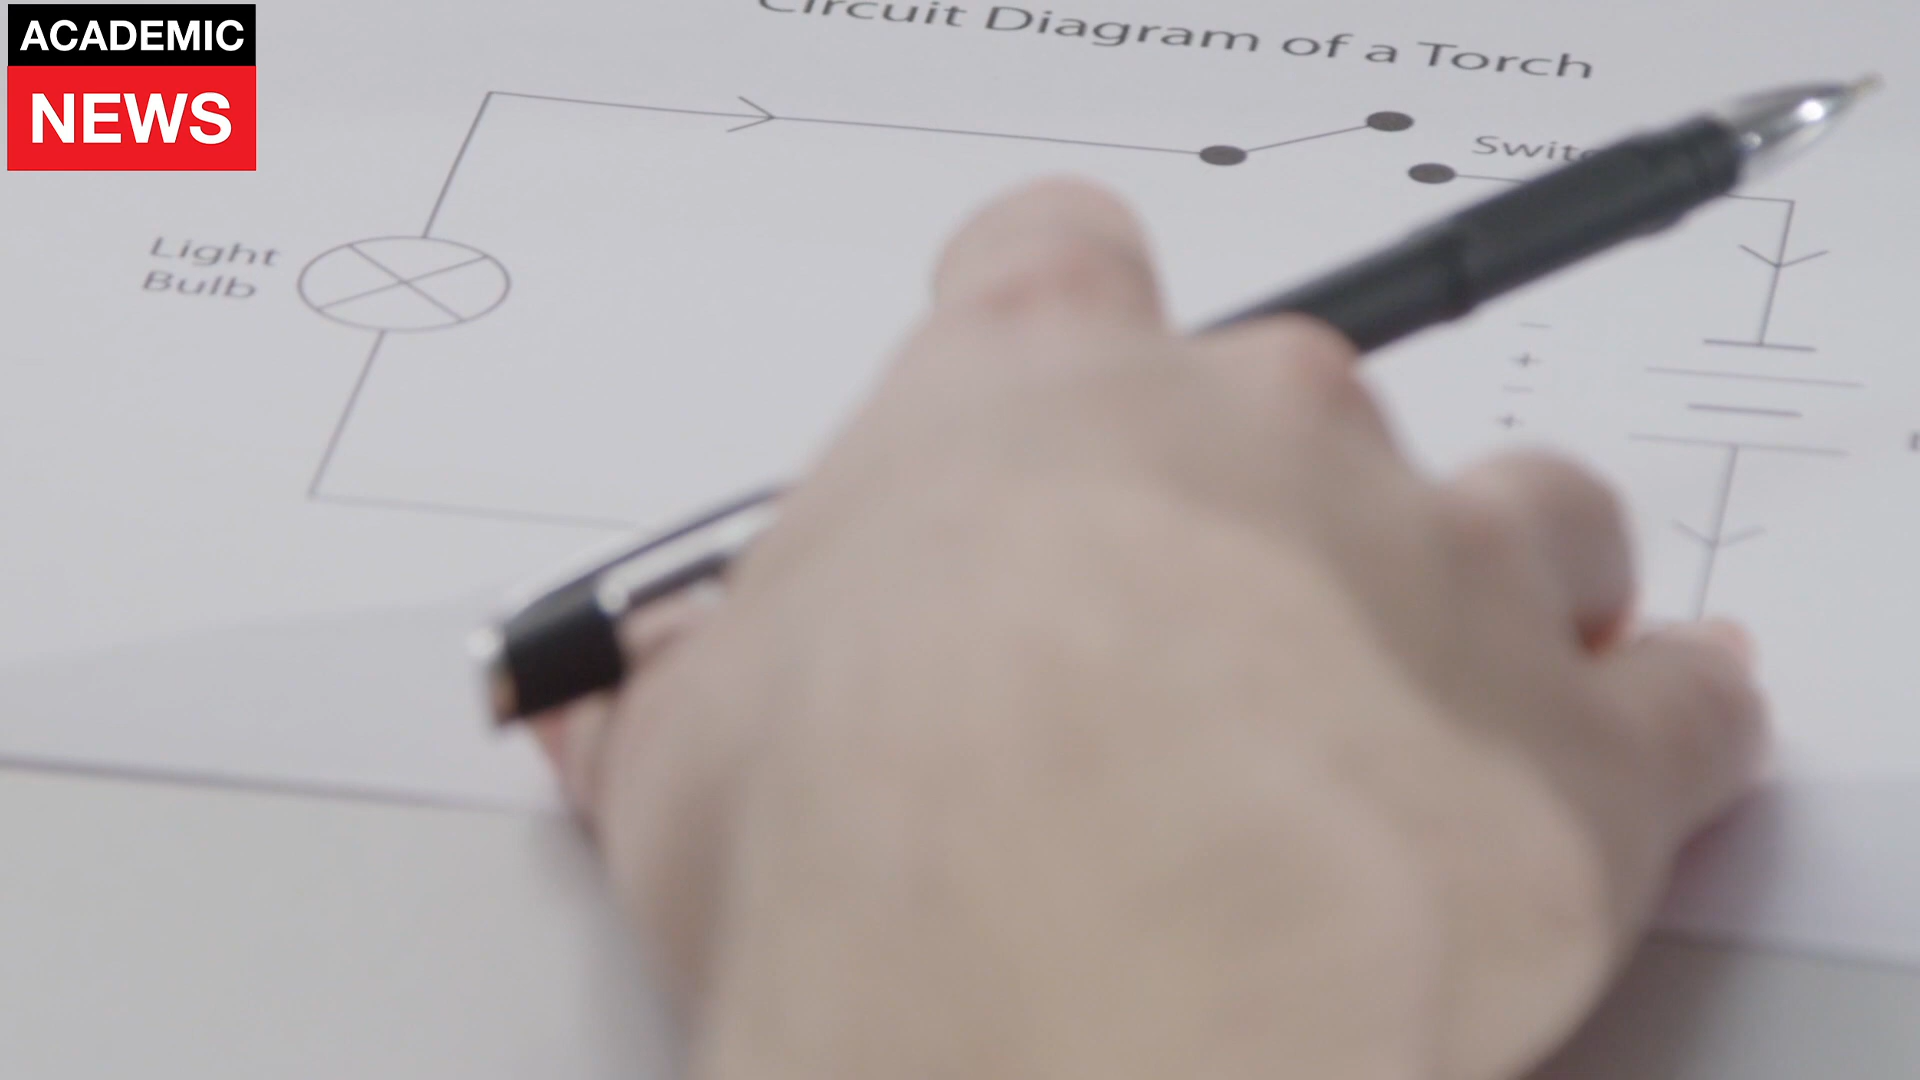 ACADEMIC
NEWS
Circuit Diagram of a Torch
Light
Bulb
-
+
-
+